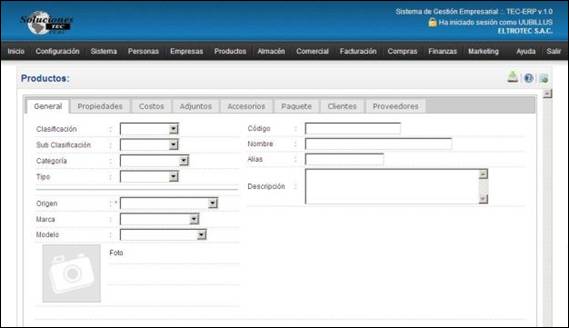 Soluciones
TEC
PERU
Sistema de Gestión Empresarial :: TEC-ERP v.1.0
Ha iniciado sesión como UUBILLUS
ELTROTEC S.A.C.
Inicio Configuración Sistema Personas Empresas Productos Almacén Comercial Facturación Compras Finanzas Marketing Ayuda Salir
Productos:
General Propiedades Costos Adjuntos Accesorios Paquete Clientes Proveedores
Clasificación :
Sub Clasificación :
Categoría :
Tipo :
Origen : *
Marca :
Modelo :
Foto
Código :
Nombre :
Alias :
Descripción :